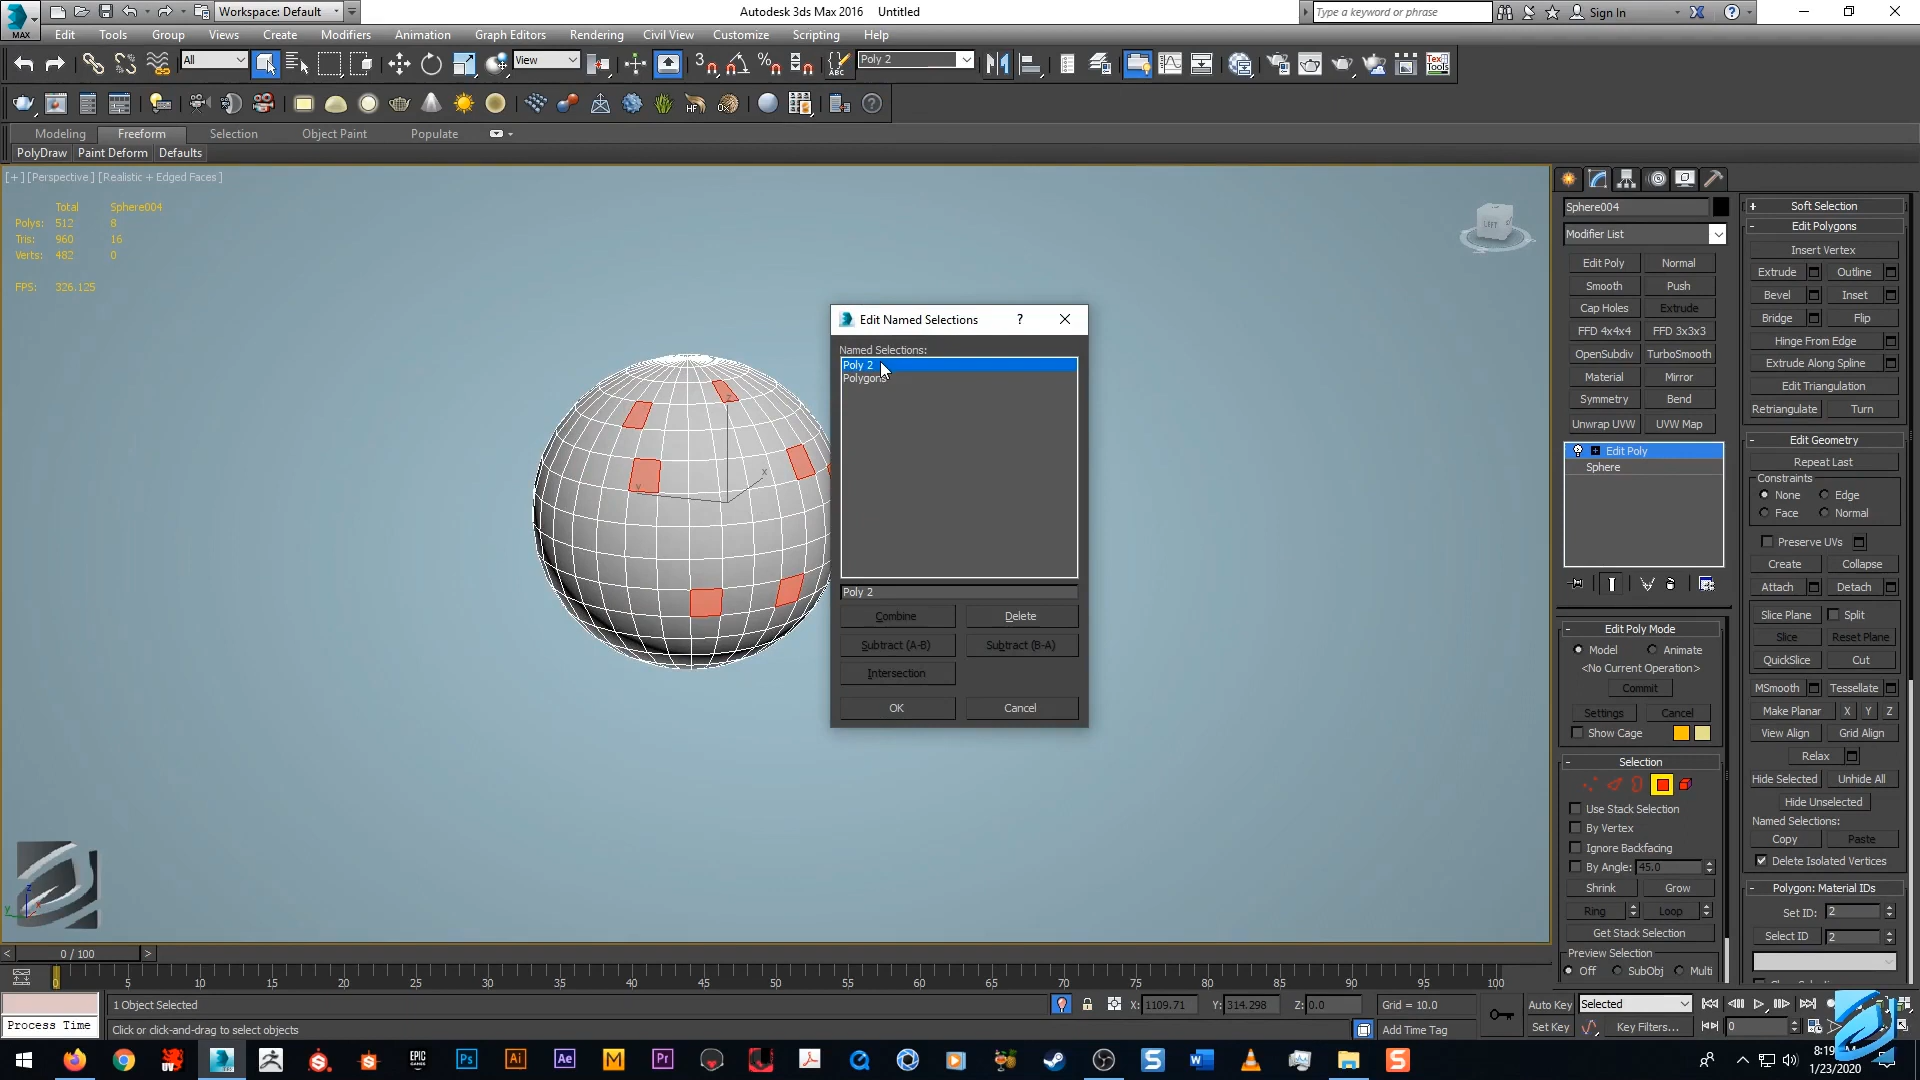 MAX
Workspace: Default
Autodesk 3ds Max 2016 Untitled
Type a keyword or phrase
Sign In
Edit Tools Group Views Create Modifiers Animation Graph Editors Rendering Civil View Customize Scripting Help
All
View
3
ABC
Poly 2
Modeling Freeform Selection Object Paint Populate
PolyDraw Paint Deform Defaults
[+] [Perspective ] [Realistic + Edged Faces ]
Total Sphere004
Polys: 512 8
Tris: 960 16
Verts: 482 0
FPS: 326.125
LEFT
Edit Named Selections
?
Named Selections:
Poly 2
Polygons
Poly 2
Combine Delete
Subtract (A-B) Subtract (B-A)
Intersection
OK Cancel
Sphere004
Modifier List
Edit Poly Normal
Smooth Push
Cap Holes Extrude
FFD 4x4x4 FFD 3x3x3
OpenSubdiv TurboSmooth
Material Mirror
Symmetry Bend
Unwrap UVW UVW Map
Edit Poly
Sphere
Edit Poly Mode
Model Animate
<No Current Operation>
Commit
Settings Cancel
Show Cage
Selection
Use Stack Selection
By Vertex
Ignore Backfacing
By Angle: 45.0
Shrink Grow
Ring Loop
Get Stack Selection
Preview Selection
Off SubObj Multi
Soft Selection
Edit Polygons
Insert Vertex
Extrude Outline
Bevel Inset
Bridge Flip
Hinge From Edge
Extrude Along Spline
Edit Triangulation
Retriangulate Turn
Edit Geometry
Repeat Last
Constraints
None Edge
Face Normal
Preserve UVs
Create Collapse
Attach Detach
Slice Plane Split
Slice Reset Plane
QuickSlice Cut
MSmooth Tessellate
Make Planar X Y Z
View Align Grid Align
Relax
Hide Selected Unhide All
Hide Unselected
Named Selections:
Copy Paste
Delete Isolated Vertices
Polygon: Material IDs
Set ID: 2
Select ID 2
< 0 / 100 >
0 5 10 15 20 25 30 35 40 45 50 55 60 65 70 75 80 85 90 95 100
1 Object Selected
X: 1109.71 Y: 314.298 Z: 0.0 Grid = 10.0
Auto Key Selected
Process Time
Click or click-and-drag to select objects
Add Time Tag
Set Key Key Filters... 0
8:19
1/23/2020